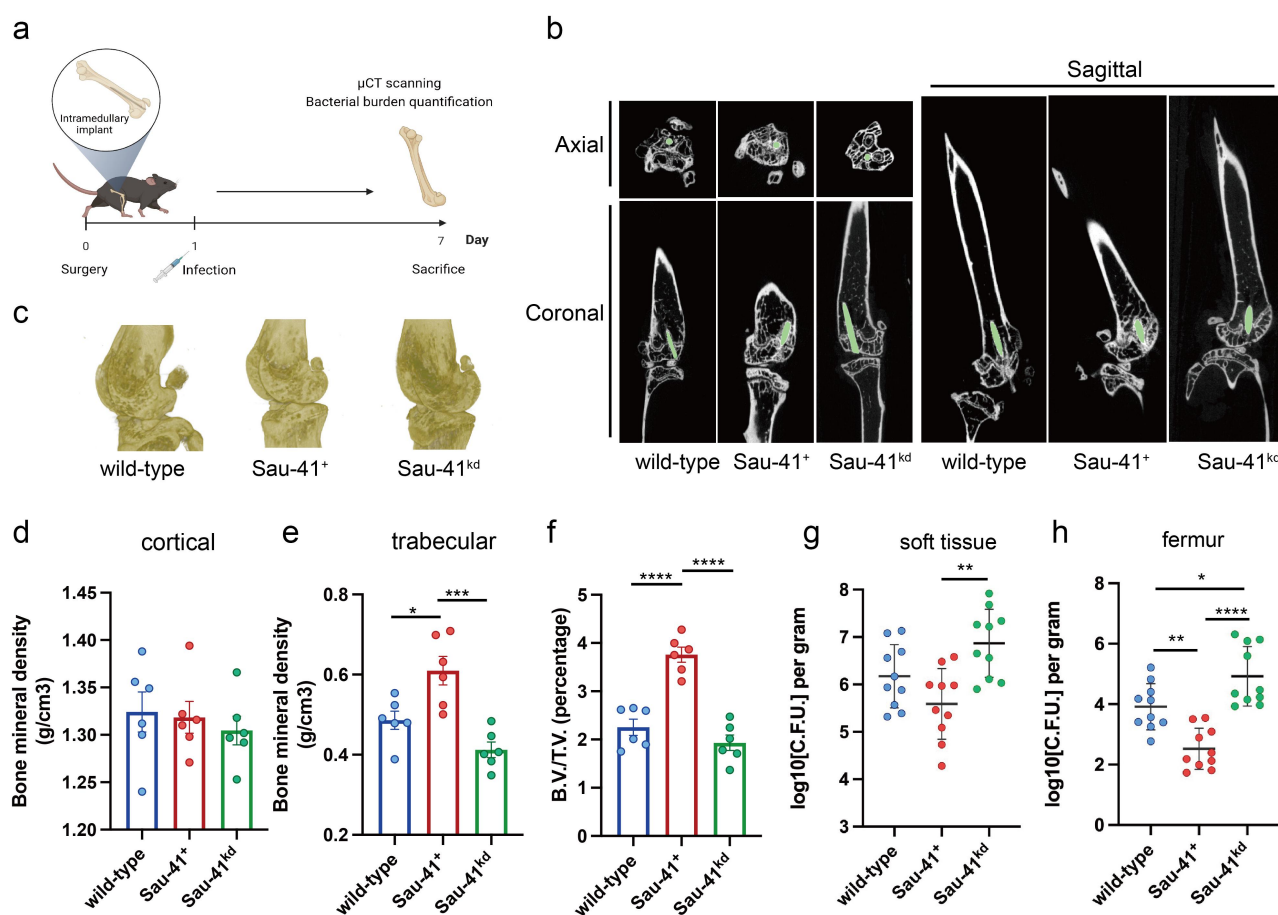 a
Intramedullary
implant
µCT scanning
Bacterial burden quantification
0
1
7
Day
Surgery
Infection
Sacrifice
b
Sagittal
Axial
Coronal
wild-type
Sau-41⁺
Sau-41ᵏᵈ
wild-type
Sau-41⁺
Sau-41ᵏᵈ
c
wild-type
Sau-41⁺
Sau-41ᵏᵈ
d
cortical
Bone mineral density
(g/cm3)
1.45
1.40
1.35
1.30
1.25
1.20
wild-type
Sau-41⁺
Sau-41ᵏᵈ
e
trabecular
Bone mineral density
(g/cm3)
0.8
0.6
0.4
0.2
*
***
wild-type
Sau-41⁺
Sau-41ᵏᵈ
f
B.V./T.V. (percentage)
5
4
3
2
1
0
****
****
wild-type
Sau-41⁺
Sau-41ᵏᵈ
g
soft tissue
log10[C.F.U.] per gram
8
7
6
5
4
3
**
wild-type
Sau-41⁺
Sau-41ᵏᵈ
h
fermur
log10[C.F.U.] per gram
8
6
4
2
0
*
**
****
wild-type
Sau-41⁺
Sau-41ᵏᵈ